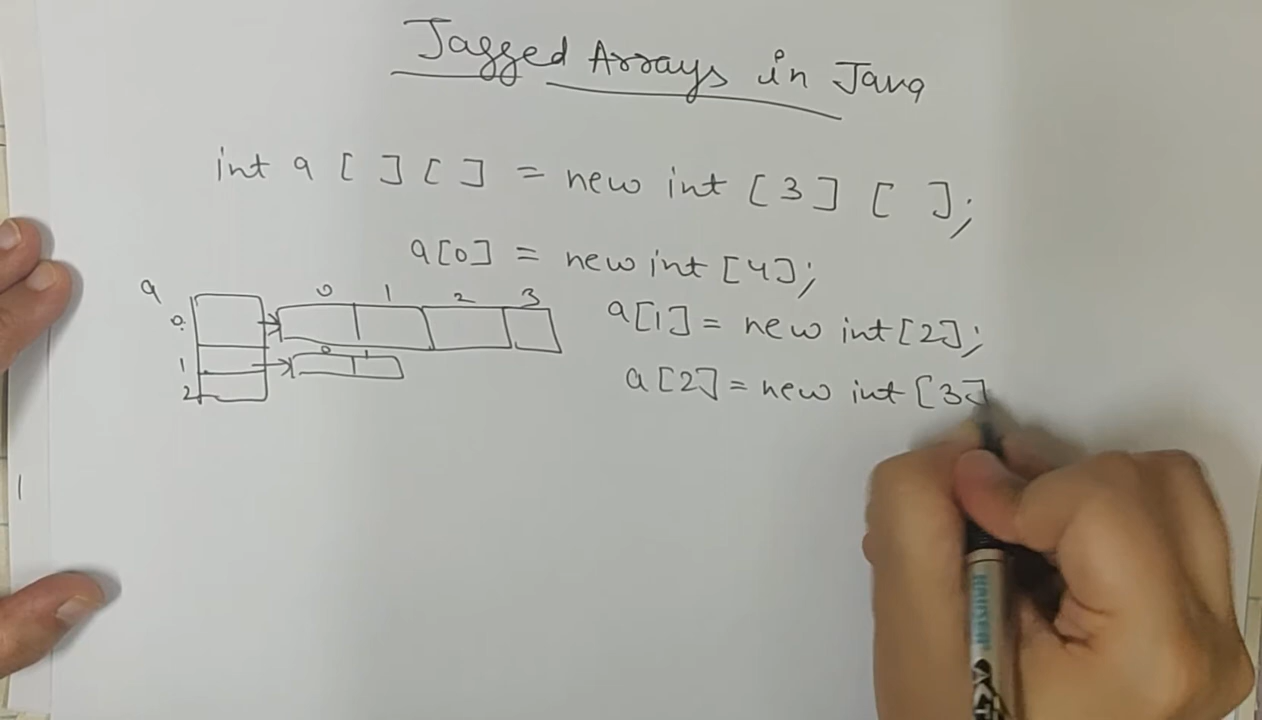 Jagged Arrays in Java
int a [ ] [ ] = new int [ 3 ] [ ];
a[0] = new int [4];
a
0 1 2 3
0
a[1] = new int [2];
0 1
1
a [2] = new int [3]
2